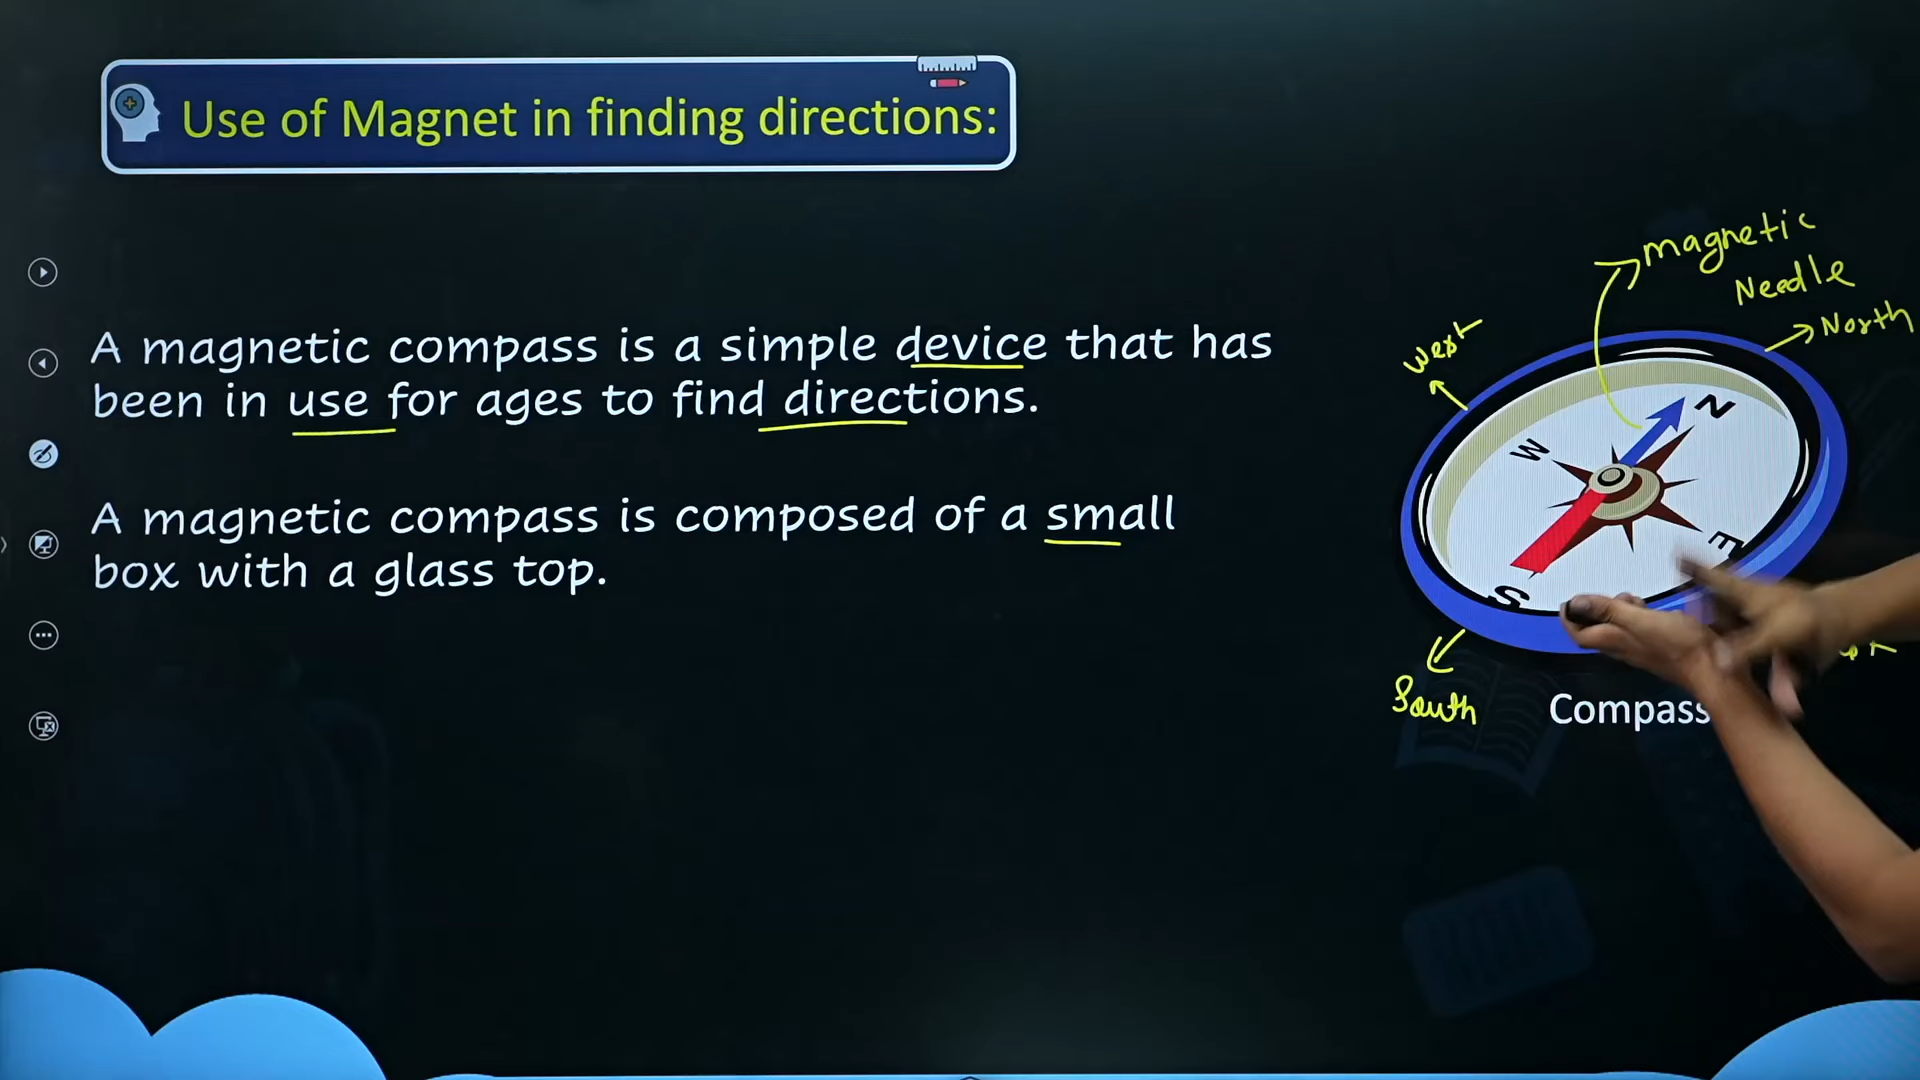 Use of Magnet in finding directions:
A magnetic compass is a simple device that has
been in use for ages to find directions.
A magnetic compass is composed of a small
box with a glass top.
magnetic
Needle
North
West
N
W
E
S
South
Compass